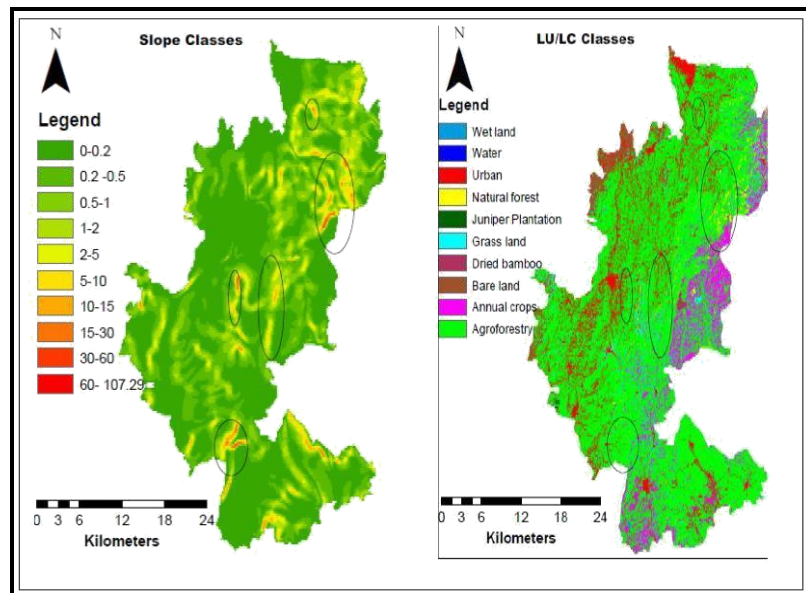 Slope Classes
N
Legend
0-0.2
0.2 -0.5
0.5-1
1-2
2-5
5-10
10-15
15-30
30-60
60- 107.29
0 3 6 12 18 24
Kilometers
LU/LC Classes
N
Legend
Wet land
Water
Urban
Natural forest
Juniper Plantation
Grass land
Dried bamboo
Bare land
Annual crops
Agroforestry
0 3 6 12 18 24
Kilometers